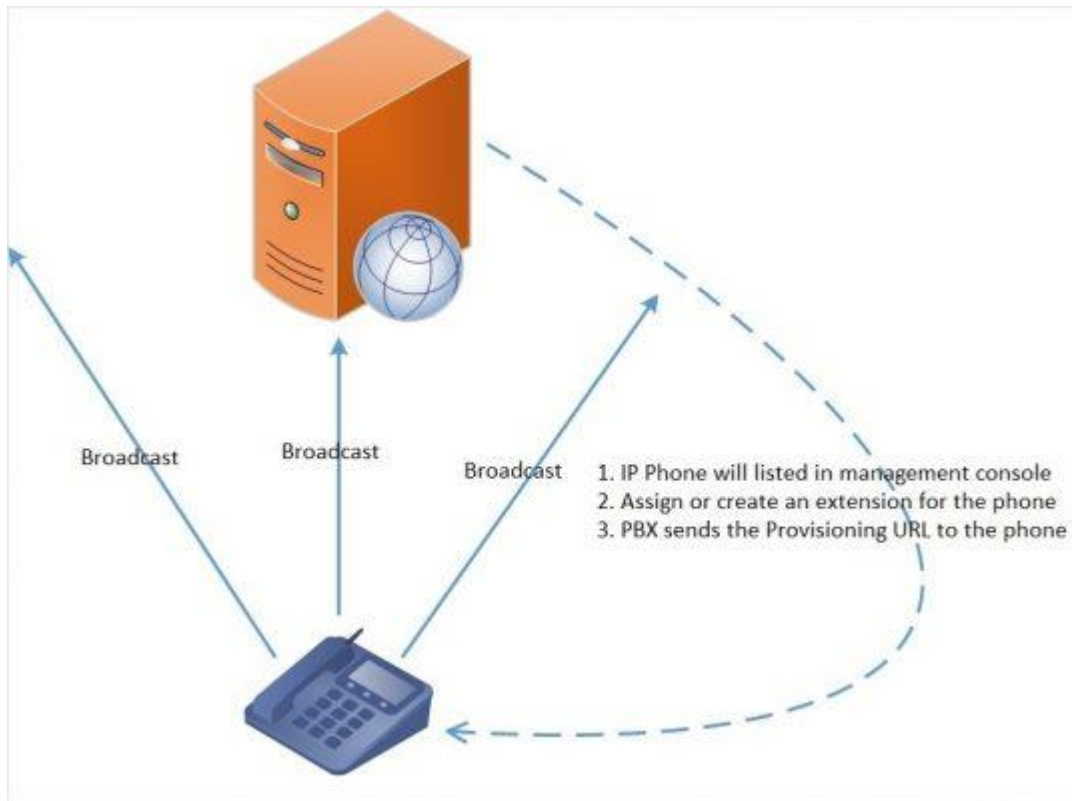 Broadcast
Broadcast
Broadcast
1. IP Phone will listed in management console
2. Assign or create an extension for the phone
3. PBX sends the Provisioning URL to the phone